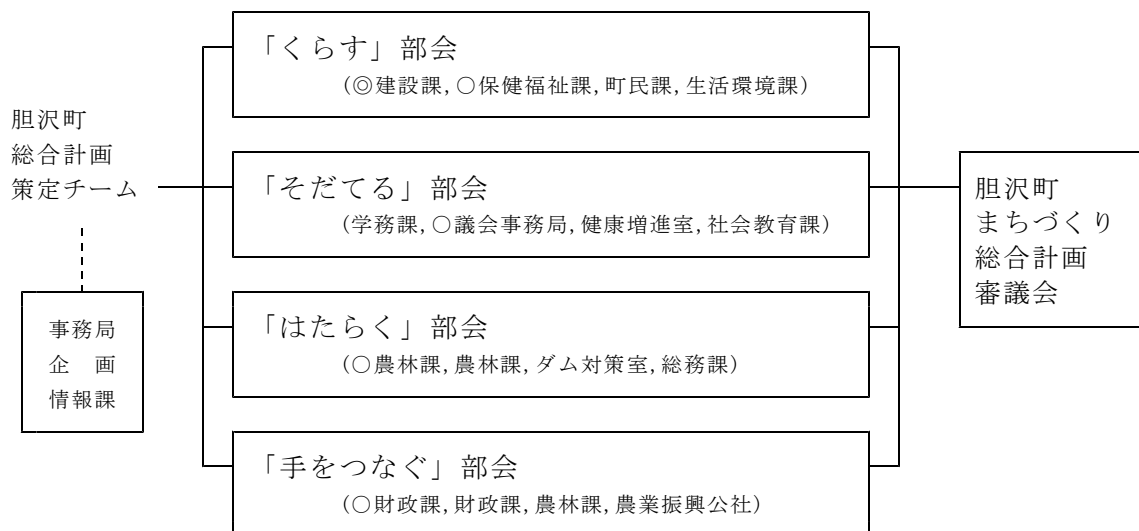 胆沢町
総合計画
策定チーム
事務局
企　画
情報課
「くらす」部会
(◎建設課,○保健福祉課,町民課,生活環境課)
「そだてる」部会
(学務課,○議会事務局,健康増進室,社会教育課)
「はたらく」部会
(○農林課,農林課,ダム対策室,総務課)
「手をつなぐ」部会
(○財政課,財政課,農林課,農業振興公社)
胆沢町
まちづくり
総合計画
審議会